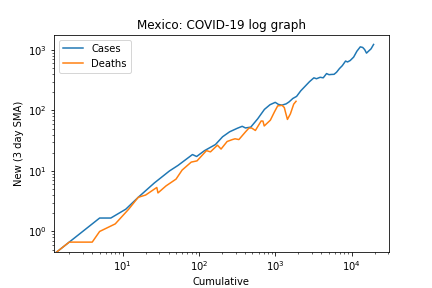 Mexico: COVID-19 log graph
Cases
Deaths
New (3 day SMA)
10³
10²
10¹
10⁰
10¹ 10² 10³ 10⁴
Cumulative